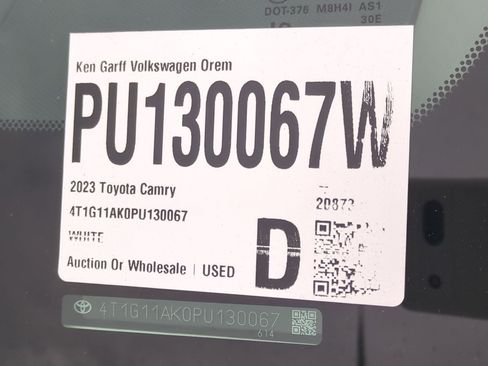 DOT-376 M8H4I AS1
30E
Ken Garff Volkswagen Orem
PU130067W
2023 Toyota Camry
4T1G11AK0PU130067
20873
WHITE
D
Auction Or Wholesale | USED
4T1G11AK0PU130067
614